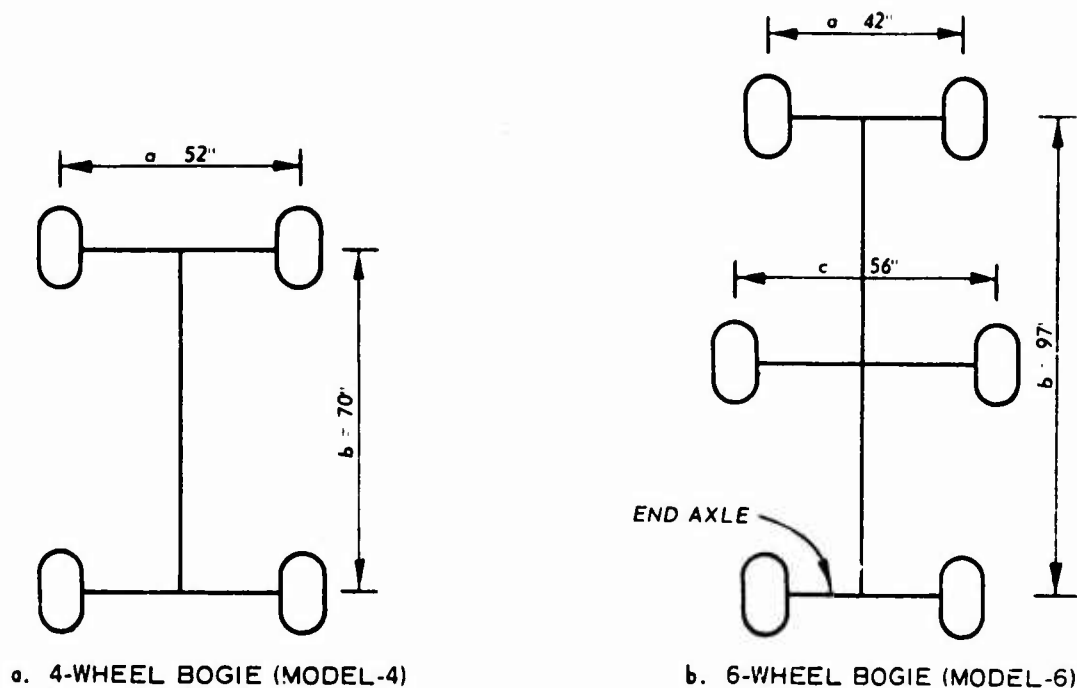 a 52"
b = 70"
a. 4-WHEEL BOGIE (MODEL-4)
a 42"
c 56"
b = 97"
END AXLE
b. 6-WHEEL BOGIE (MODEL-6)